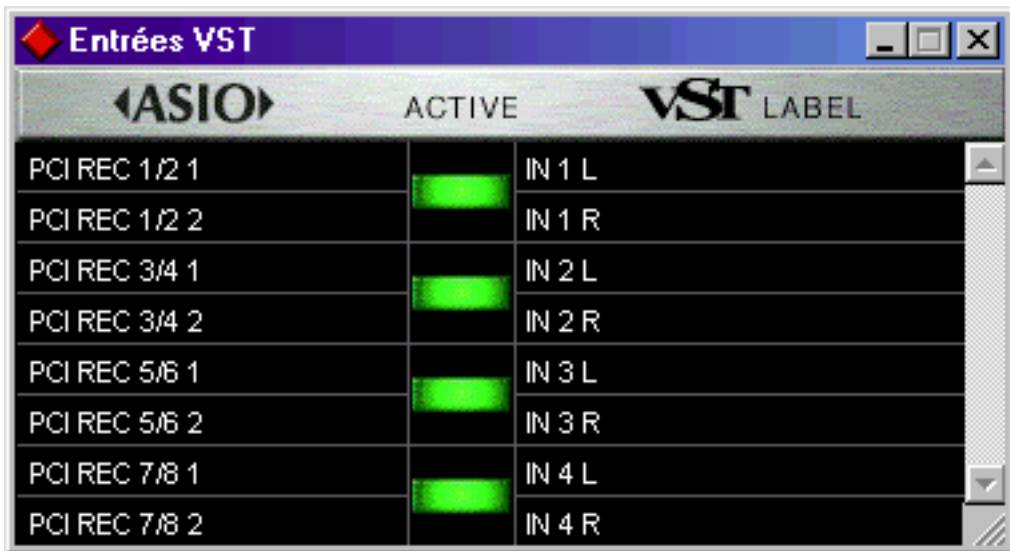 Entrées VST
ASIO ACTIVE VST LABEL
PCI REC 1/2 1 IN 1 L
PCI REC 1/2 2 IN 1 R
PCI REC 3/4 1 IN 2 L
PCI REC 3/4 2 IN 2 R
PCI REC 5/6 1 IN 3 L
PCI REC 5/6 2 IN 3 R
PCI REC 7/8 1 IN 4 L
PCI REC 7/8 2 IN 4 R